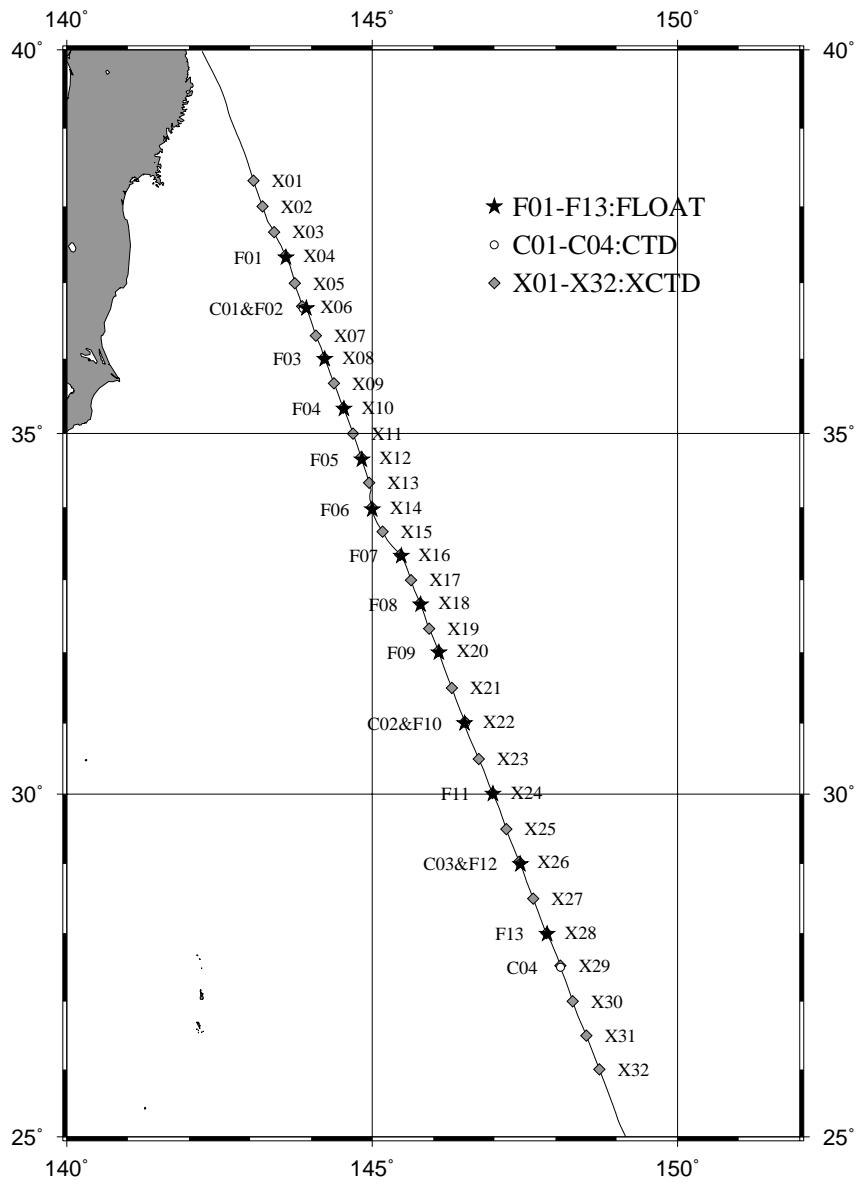 140° 145° 150°
40° 40°
X01
F01-F13:FLOAT
X02
X03
C01-C04:CTD
F01 X04
X05
X01-X32:XCTD
C01&F02 X06
X07
F03 X08
X09
F04 X10
35° X11 35°
F05 X12
X13
F06 X14
X15
F07 X16
X17
F08 X18
X19
F09 X20
X21
C02&F10 X22
X23
30° F11 X24 30°
X25
C03&F12 X26
X27
F13 X28
C04 X29
X30
X31
X32
25° 25°
140° 145° 150°